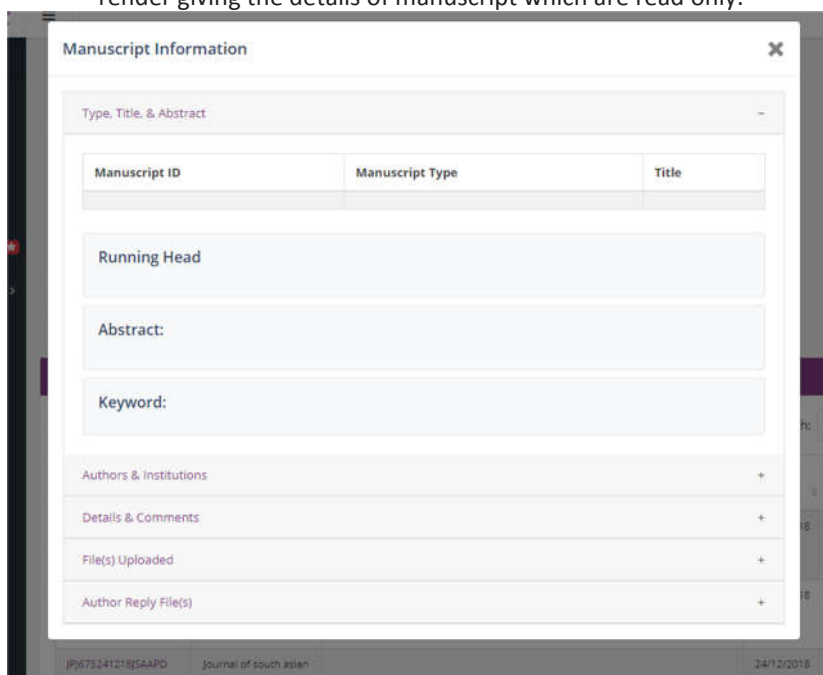 render giving the details of manuscript which are read only.
Manuscript Information
Type, Title, & Abstract
Manuscript ID Manuscript Type Title
Running Head
Abstract:
Keyword:
h:
Authors & Institutions +
Details & Comments +
18
File(s) Uploaded +
Author Reply File(s) +
18
JPJ675241218JSAAPD Journal of south asian 24/12/2018